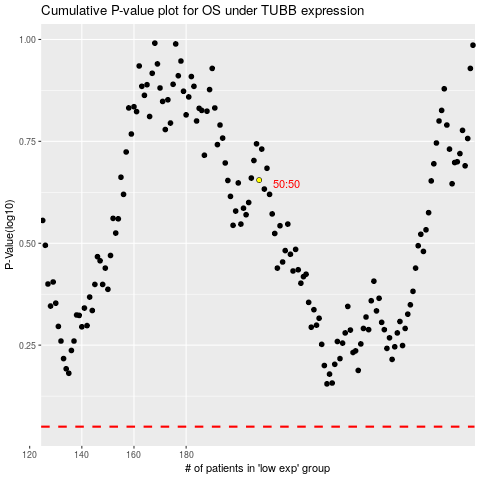 Cumulative P-value plot for OS under TUBB expression
1.00
0.75
0.50
0.25
P-Value(log10)
50:50
120 140 160 180
# of patients in 'low exp' group